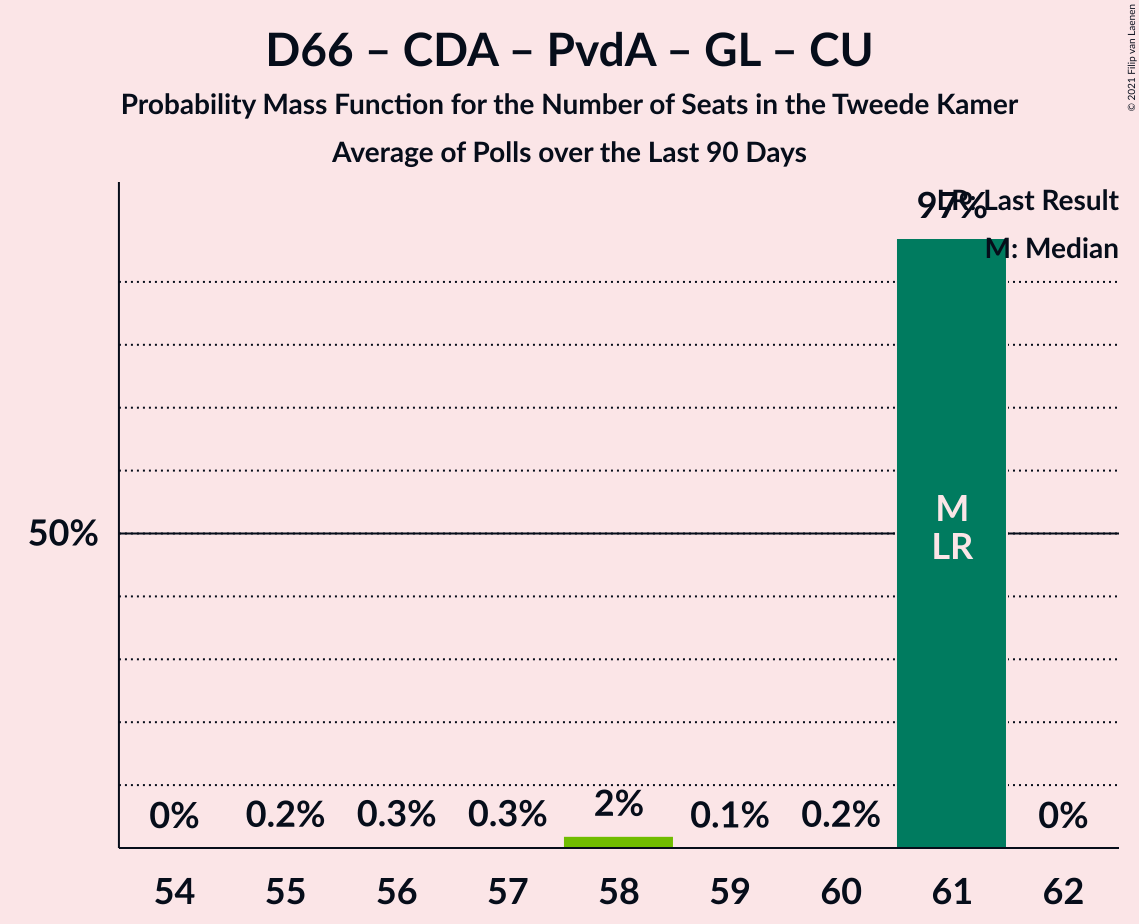 D66 – CDA – PvdA – GL – CU
Probability Mass Function for the Number of Seats in the Tweede Kamer
Average of Polls over the Last 90 Days
© 2021 Filip van Laenen
LR: Last Result
97%
M: Median
M
LR
50%
0% 0.2% 0.3% 0.3% 2% 0.1% 0.2% 0%
54 55 56 57 58 59 60 61 62